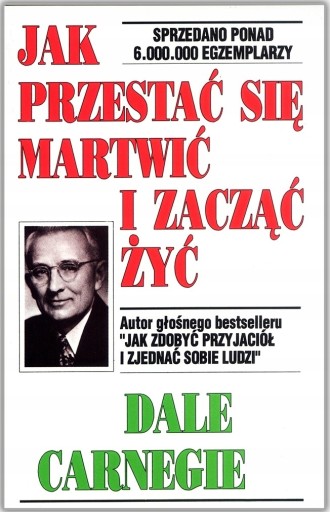 JAK
SPRZEDANO PONAD
6.000.000 EGZEMPLARZY
PRZESTAĆ SIĘ
MARTWIĆ
I ZACZĄĆ
ŻYĆ
Autor głośnego bestselleru
"JAK ZDOBYĆ PRZYJACIÓŁ
I ZJEDNAĆ SOBIE LUDZI"
DALE
CARNEGIE